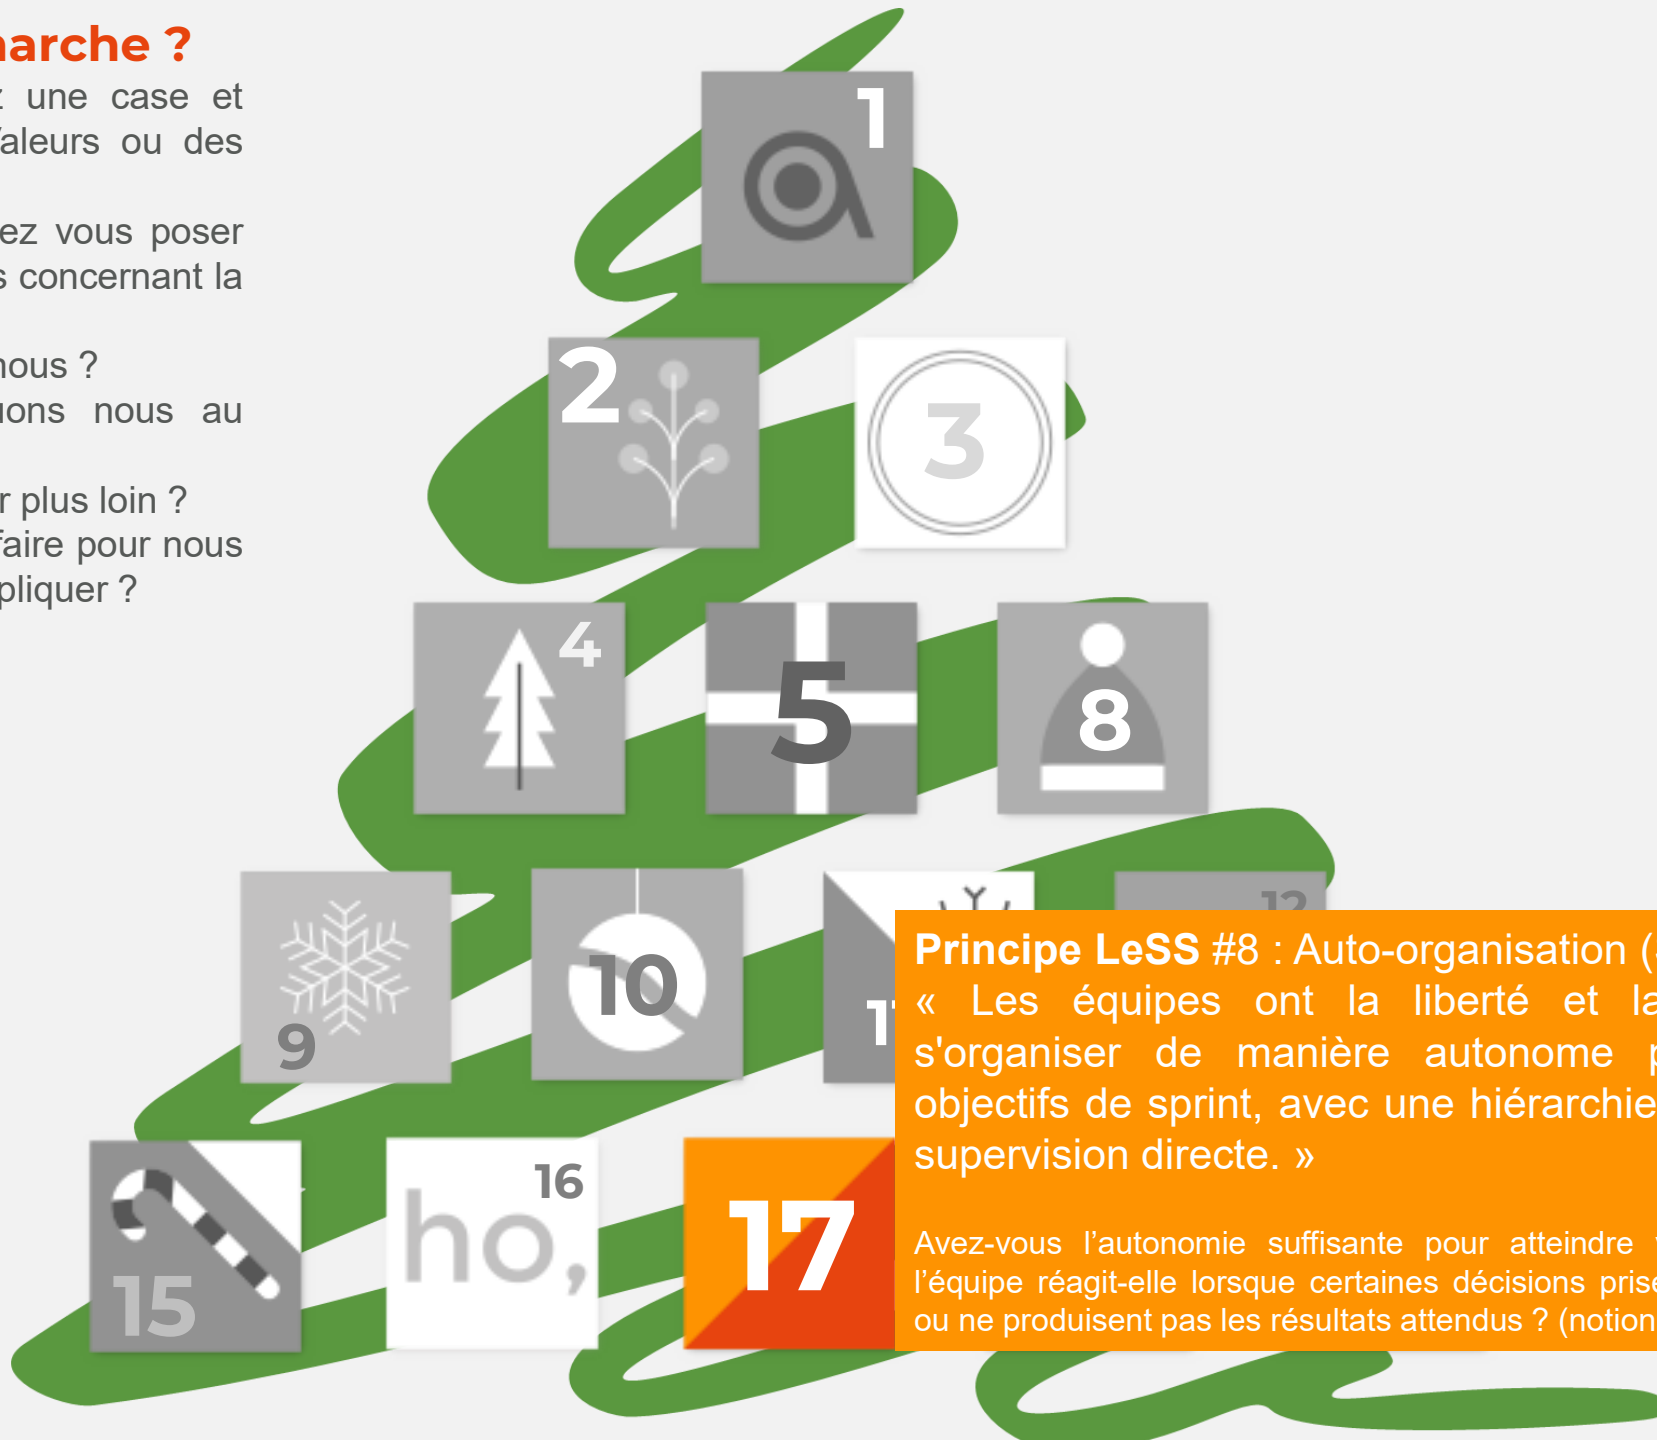 arche ?
une case et
aleurs ou des
ez vous poser
s concernant la
nous ?
uons nous au
r plus loin ?
faire pour nous
pliquer ?
1
2
3
4
5
8
9
10
12
Principe LeSS #8 : Auto-organisation (
« Les équipes ont la liberté et la
s'organiser de manière autonome p
objectifs de sprint, avec une hiérarchie
supervision directe. »
15
16
ho,
17
Avez-vous l’autonomie suffisante pour atteindre v
l’équipe réagit-elle lorsque certaines décisions prise
ou ne produisent pas les résultats attendus ? (notion